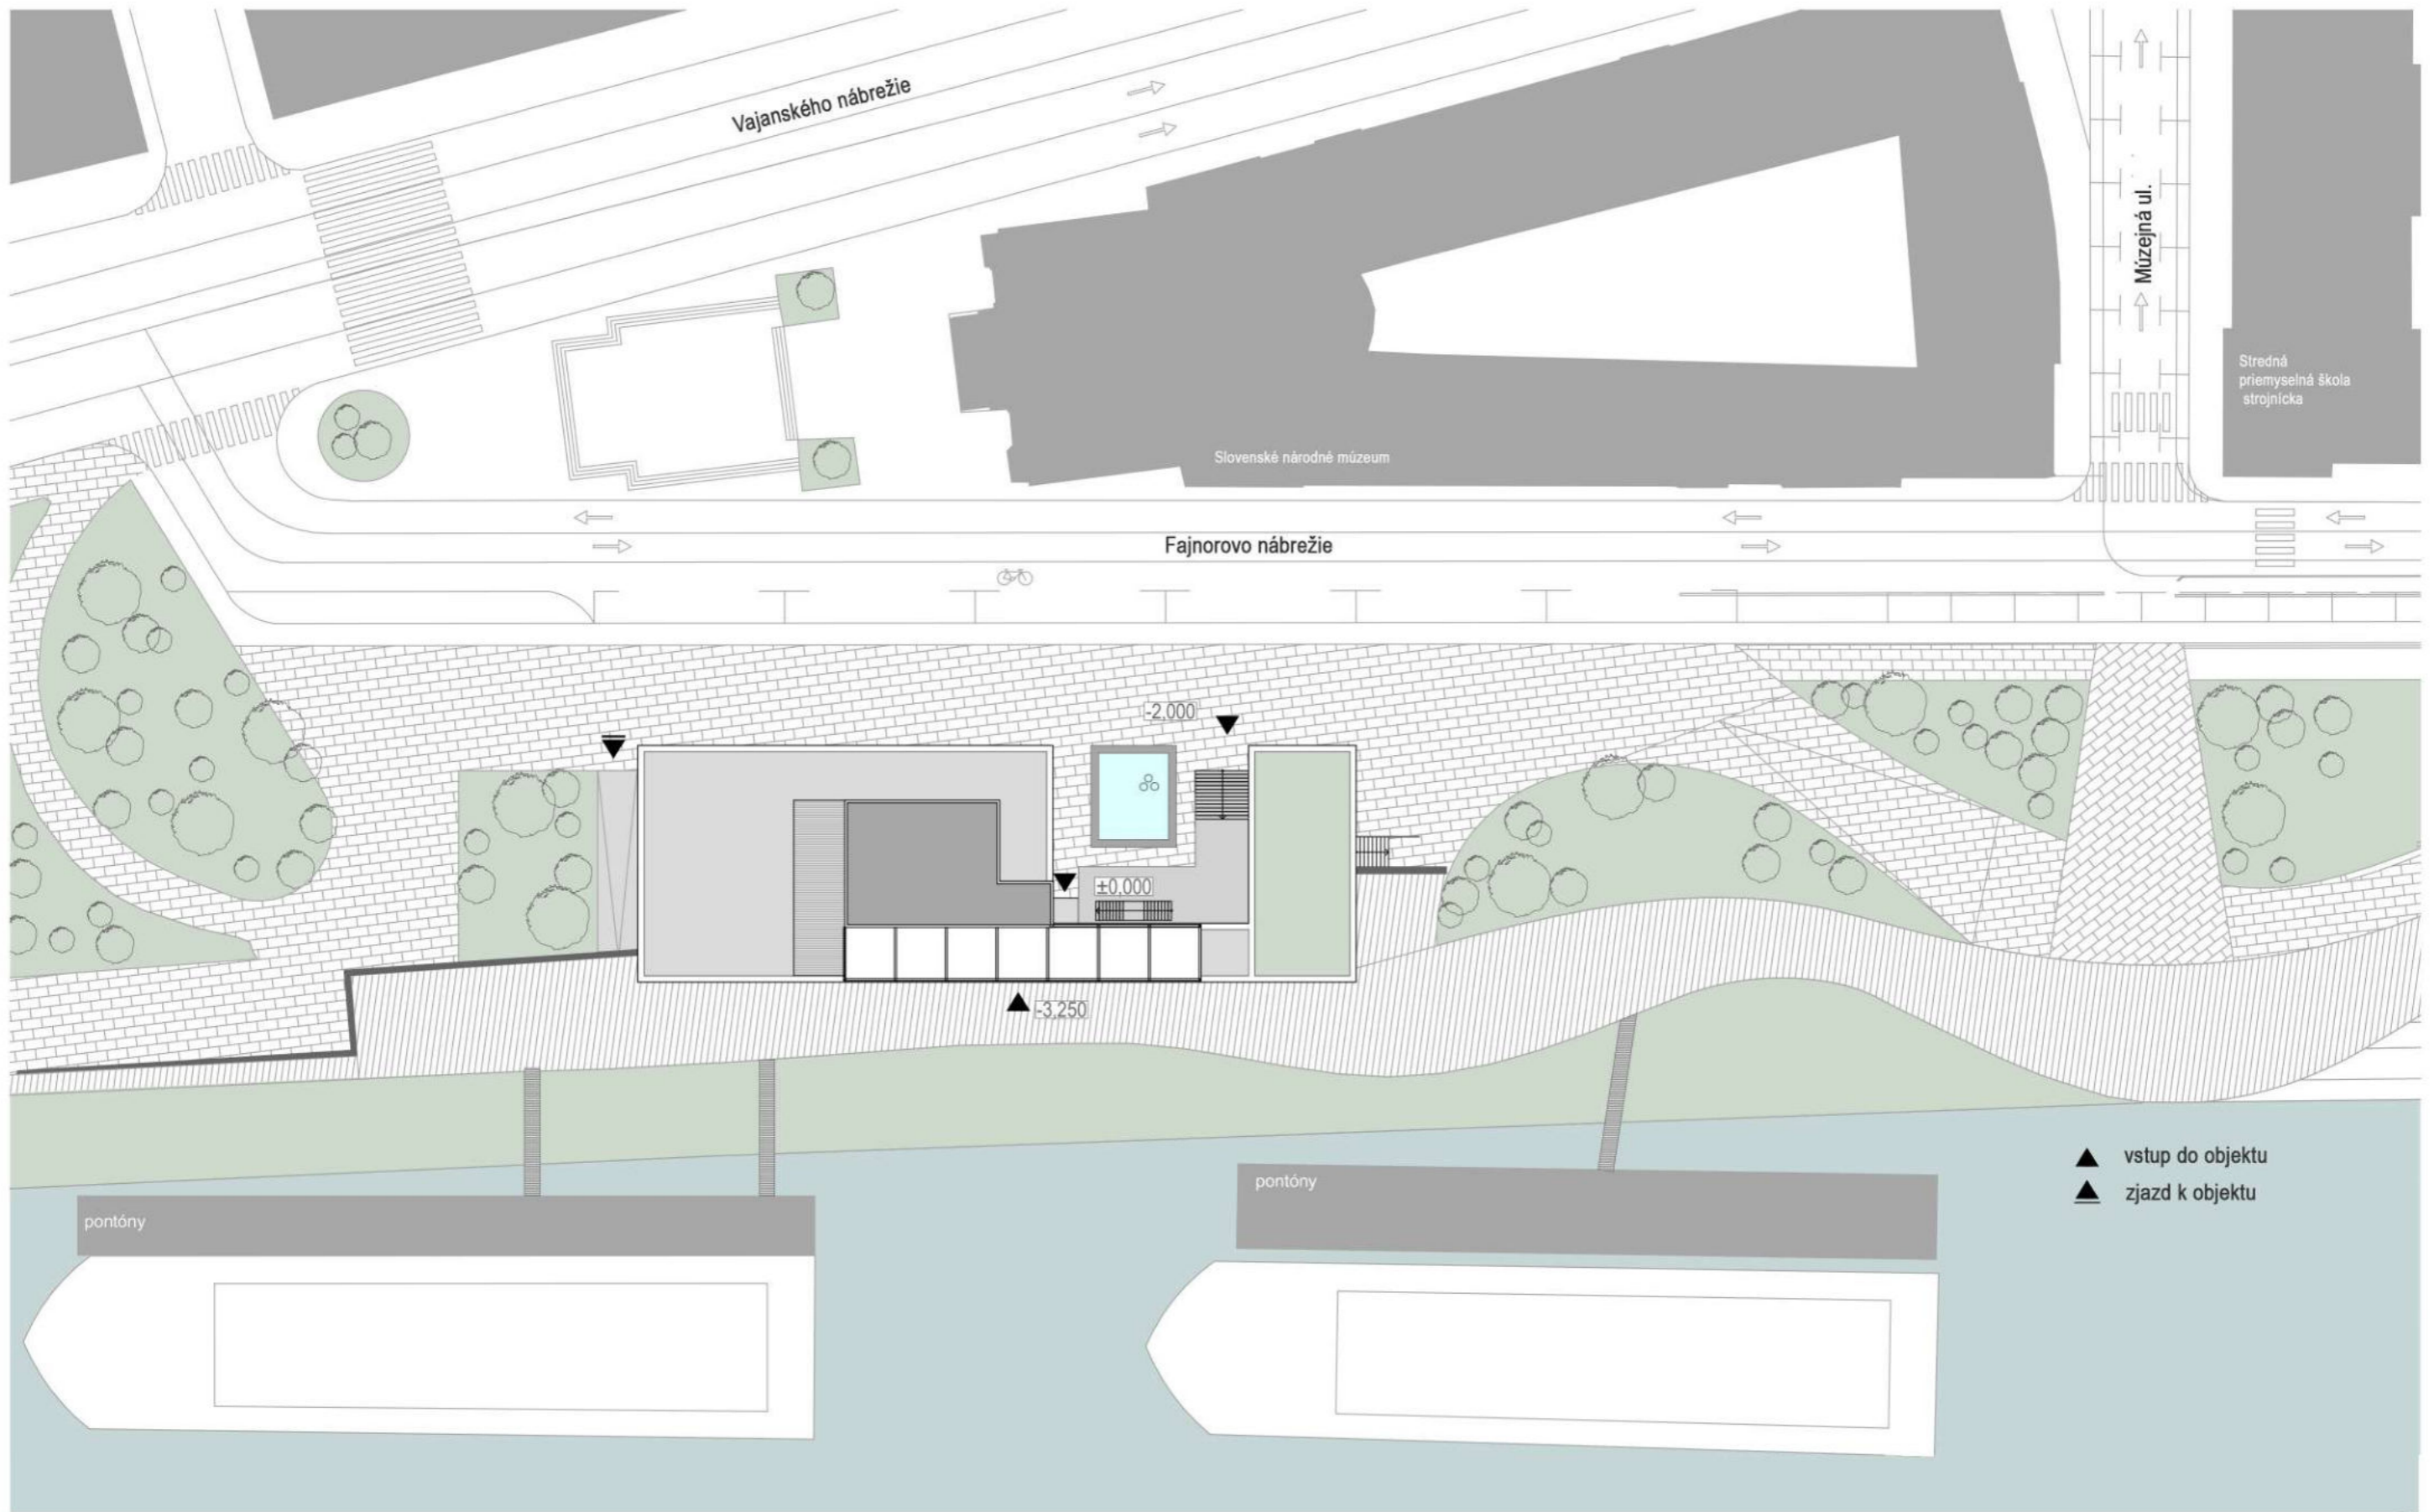 Vajanského nábrežie
Múzejná ul.
Stredná
priemyselná škola
strojnícka
Slovenské národné múzeum
Fajnorovo nábrežie
-2,000
±0,000
-3,250
vstup do objektu
zjazd k objektu
pontóny
pontóny